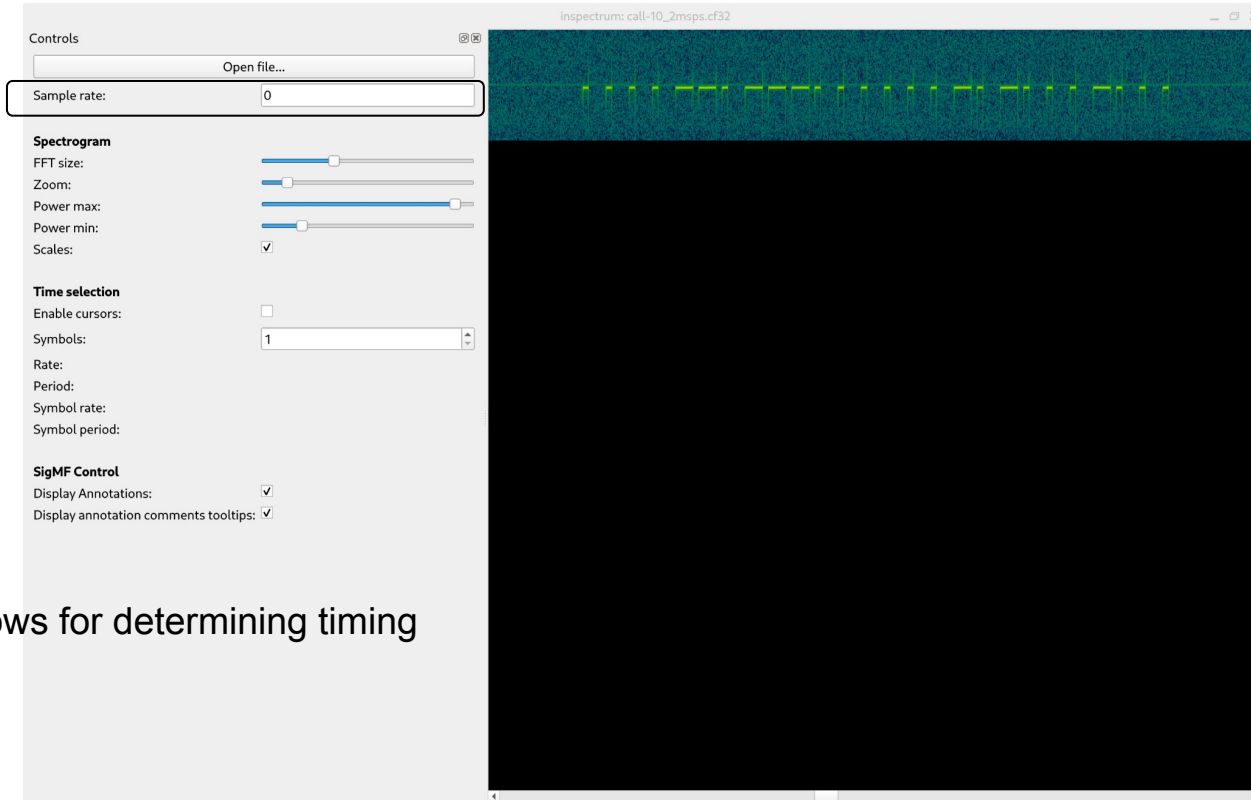 inspectrum: call-10_2msps.cf32
Controls
Open file...
Sample rate: 0
Spectrogram
FFT size:
Zoom:
Power max:
Power min:
Scales:
Time selection
Enable cursors:
Symbols: 1
Rate:
Period:
Symbol rate:
Symbol period:
SigMF Control
Display Annotations:
Display annotation comments tooltips:
ws for determining timing